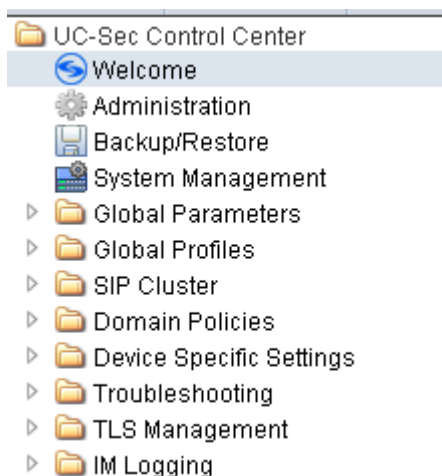 UC-Sec Control Center
Welcome
Administration
Backup/Restore
System Management
Global Parameters
Global Profiles
SIP Cluster
Domain Policies
Device Specific Settings
Troubleshooting
TLS Management
IM Logging